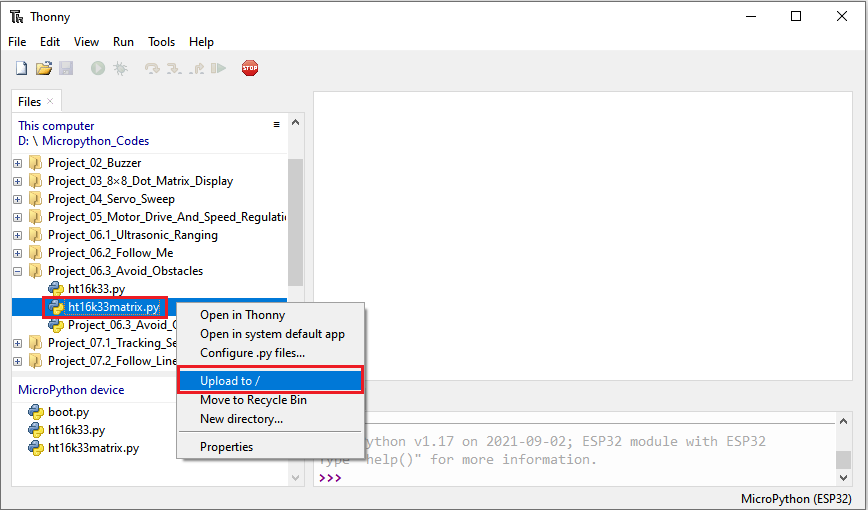 Thonny
File Edit View Run Tools Help
STOP
Files
This computer
D: \ Micropython_Codes
Project_02_Buzzer
Project_03_8×8_Dot_Matrix_Display
Project_04_Servo_Sweep
Project_05_Motor_Drive_And_Speed_Regulati
Project_06.1_Ultrasonic_Ranging
Project_06.2_Follow_Me
Project_06.3_Avoid_Obstacles
ht16k33.py
ht16k33matrix.py
Project_06.3_Avoid_
Project_07.1_Tracking_Se
Project_07.2_Follow_Line
Open in Thonny
Open in system default app
Configure .py files...
Upload to /
Move to Recycle Bin
New directory...
Properties
MicroPython device
boot.py
ht16k33.py
ht16k33matrix.py
ython v1.17 on 2021-09-02; ESP32 module with ESP32
Type "help()" for more information.
>>>
MicroPython (ESP32)